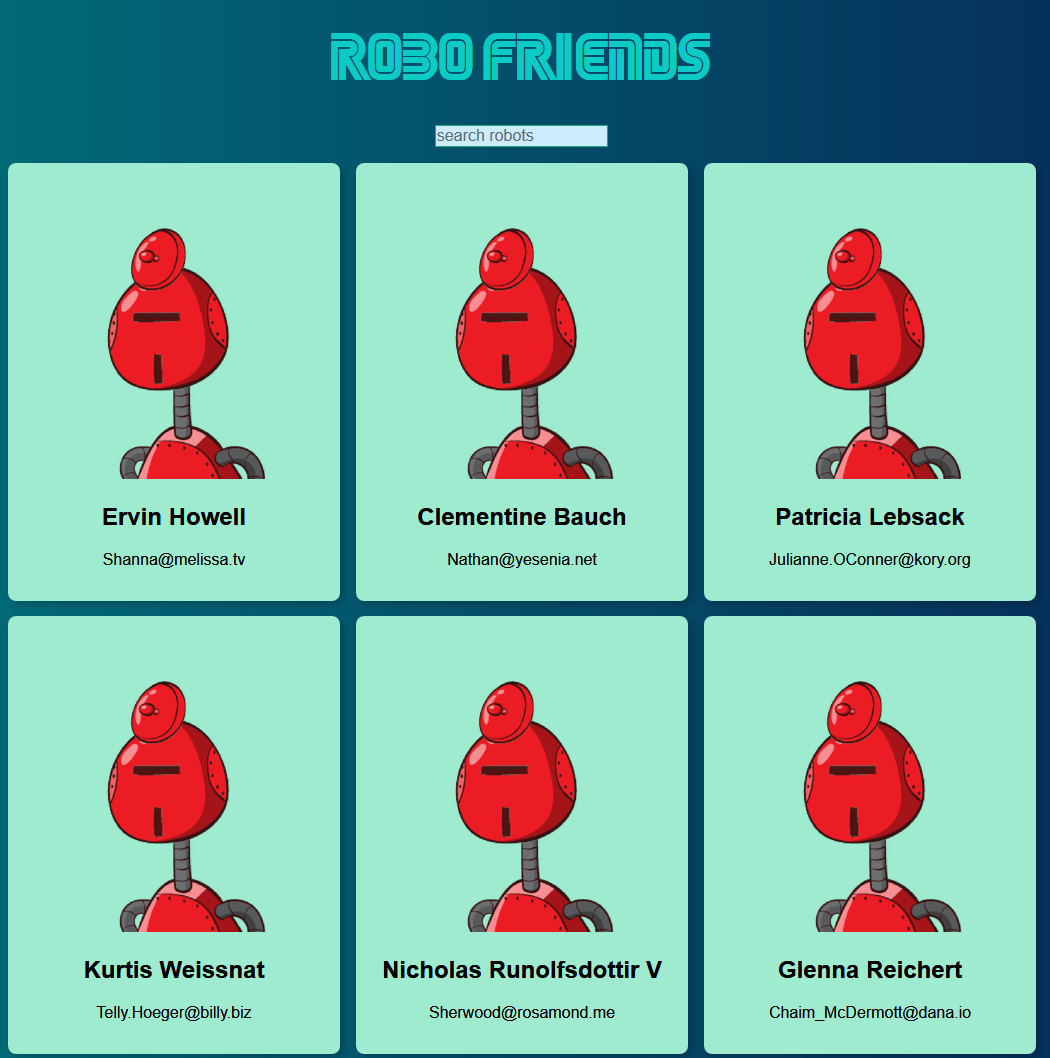 ROBO FRIENDS
search robots
Ervin Howell
Shanna@melissa.tv
Clementine Bauch
Nathan@yesenia.net
Patricia Lebsack
Julianne.OConner@kory.org
Kurtis Weissnat
Telly.Hoeger@billy.biz
Nicholas Runolfsdottir V
Sherwood@rosamond.me
Glenna Reichert
Chaim_McDermott@dana.io